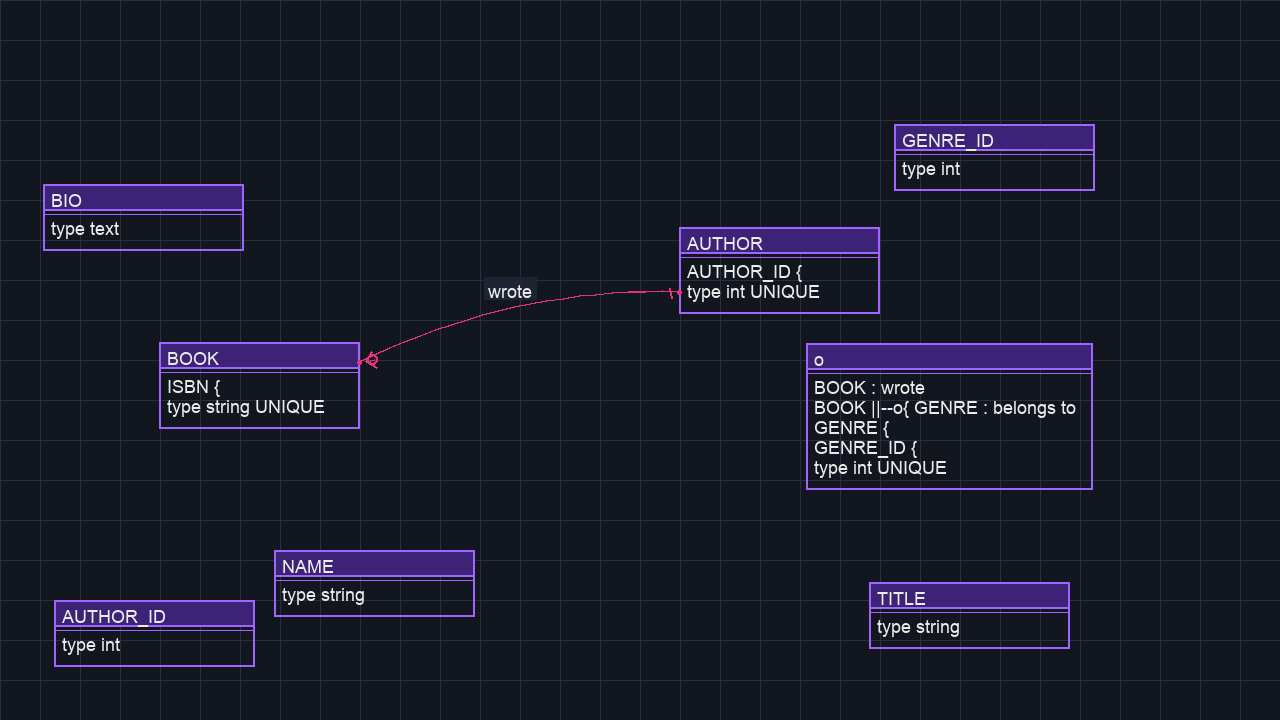 GENRE_ID
type int
BIO
type text
AUTHOR
AUTHOR_ID {
type int UNIQUE
wrote
BOOK
ISBN {
type string UNIQUE
o
BOOK : wrote
BOOK ||--o{ GENRE : belongs to
GENRE {
GENRE_ID {
type int UNIQUE
NAME
type string
TITLE
type string
AUTHOR_ID
type int